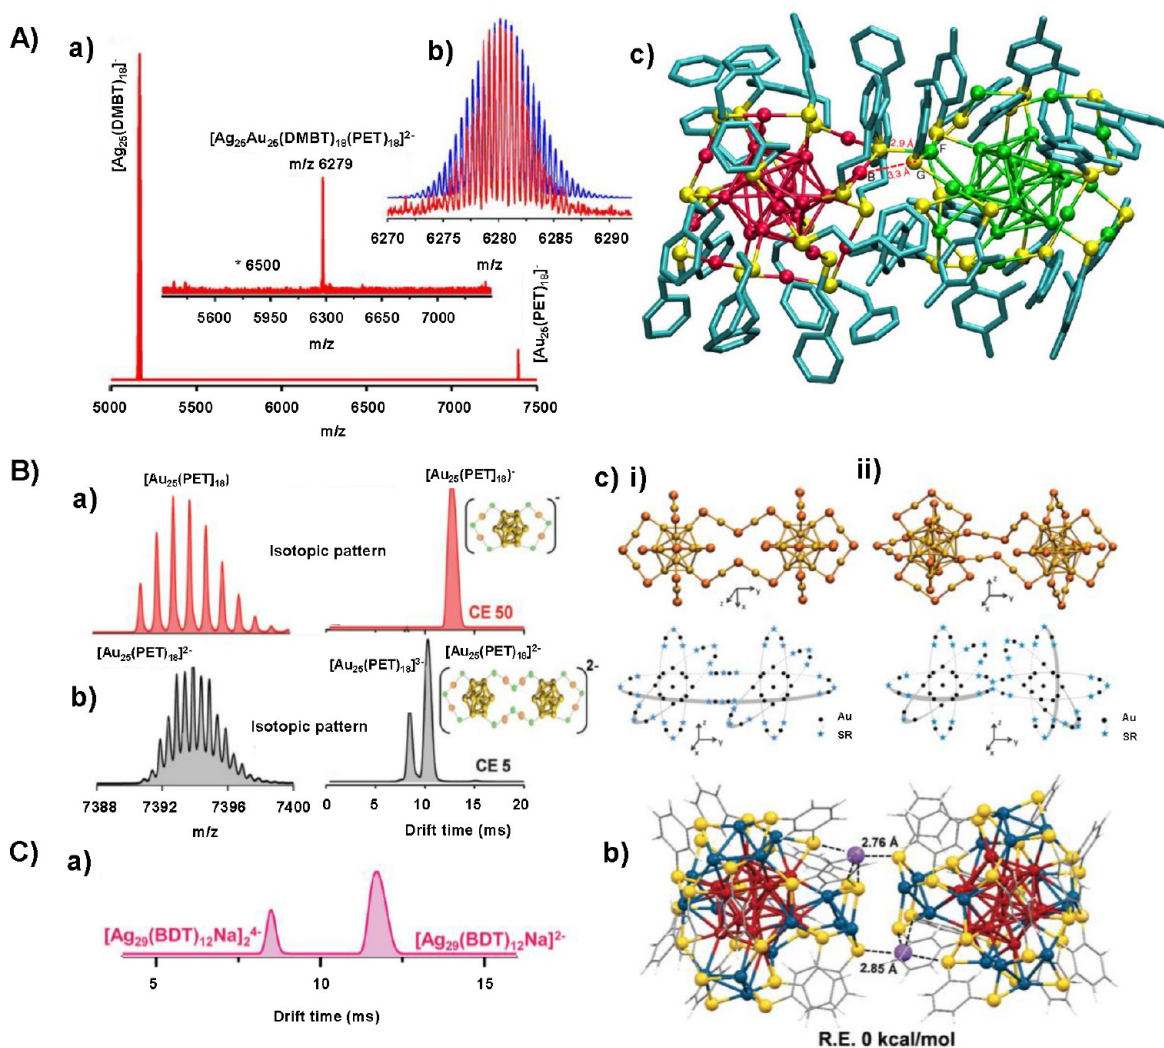 A)
a)
[Ag25(DMBT)18]-
[Ag25Au25(DMBT)18(PET)18]2-
m/z 6279
* 6500
5600 5950 6300 6650 7000
m/z
[Au25(PET)18]-
5000 5500 6000 6500 7000 7500
m/z
b)
6270 6275 6280 6285 6290
m/z
c)
2.9 Å
F
B
G
3.3 Å
B)
a)
[Au25(PET]18)
Isotopic pattern
[Au25(PET]18)-
-
CE 50
b)
[Au25(PET)18]2-
Isotopic pattern
[Au25(PET)18]3-
[Au25(PET)18]2-
2-
CE 5
7388 7392 7396 7400
m/z
0 5 10 15 20
Drift time (ms)
c) i)
z x y
ii)
z y x
z y x
Au
SR
z y x
Au
SR
C)
a)
[Ag29(BDT)12Na]24-
[Ag29(BDT)12Na]2-
5 10 15
Drift time (ms)
b)
2.76 Å
2.85 Å
R.E. 0 kcal/mol